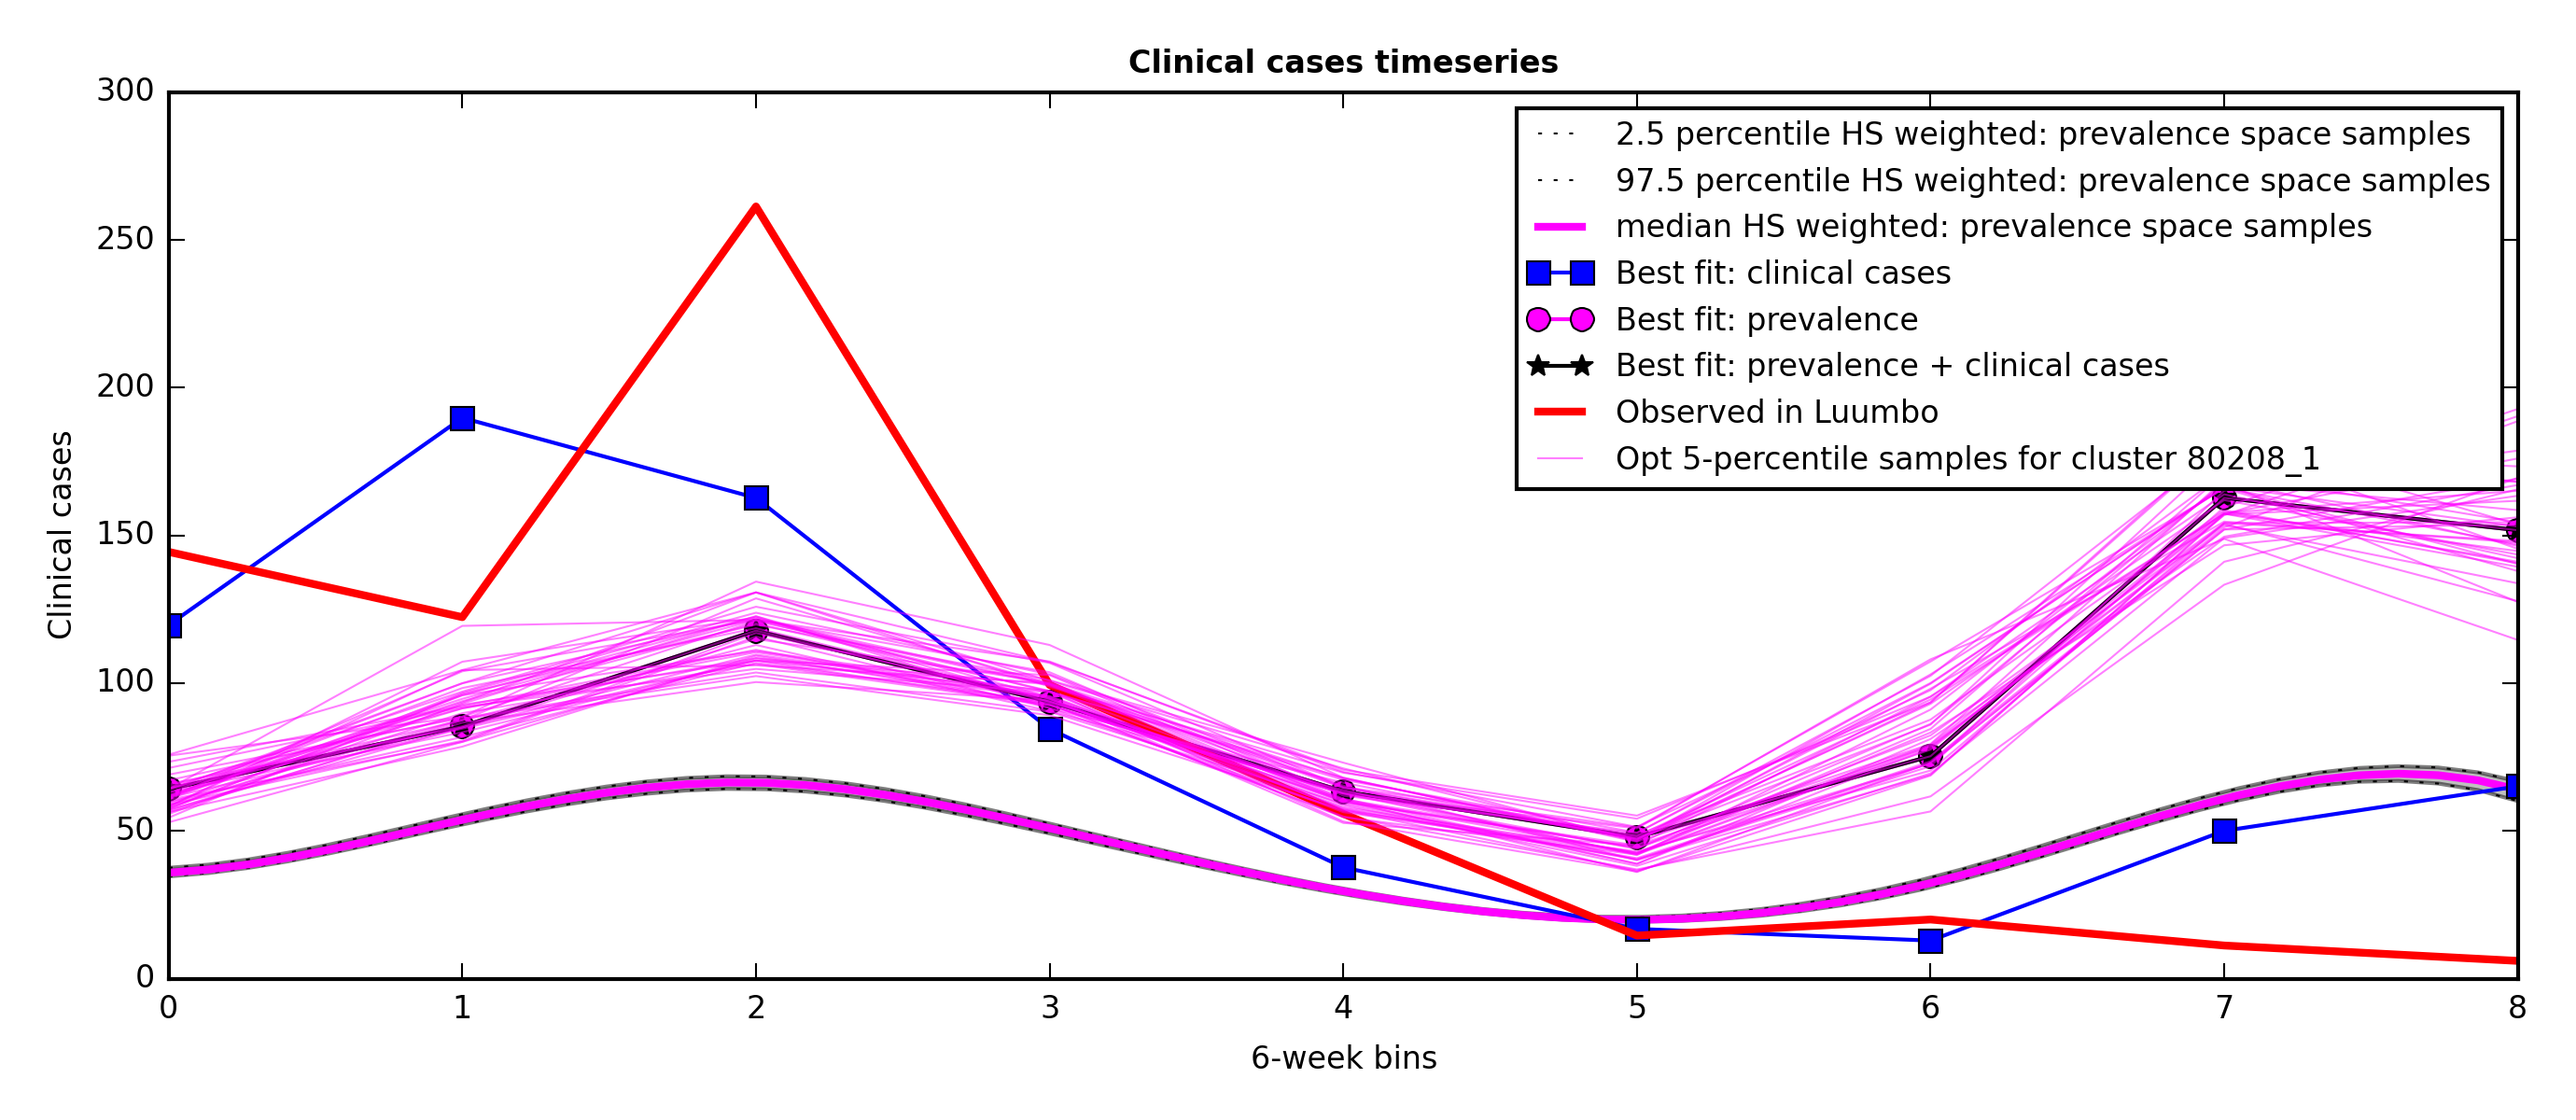 Clinical cases timeseries
300
250
200
150
100
50
0
Clinical cases
2.5 percentile HS weighted: prevalence space samples
97.5 percentile HS weighted: prevalence space samples
median HS weighted: prevalence space samples
Best fit: clinical cases
Best fit: prevalence
Best fit: prevalence + clinical cases
Observed in Luumbo
Opt 5-percentile samples for cluster 80208_1
0 1 2 3 4 5 6 7 8
6-week bins